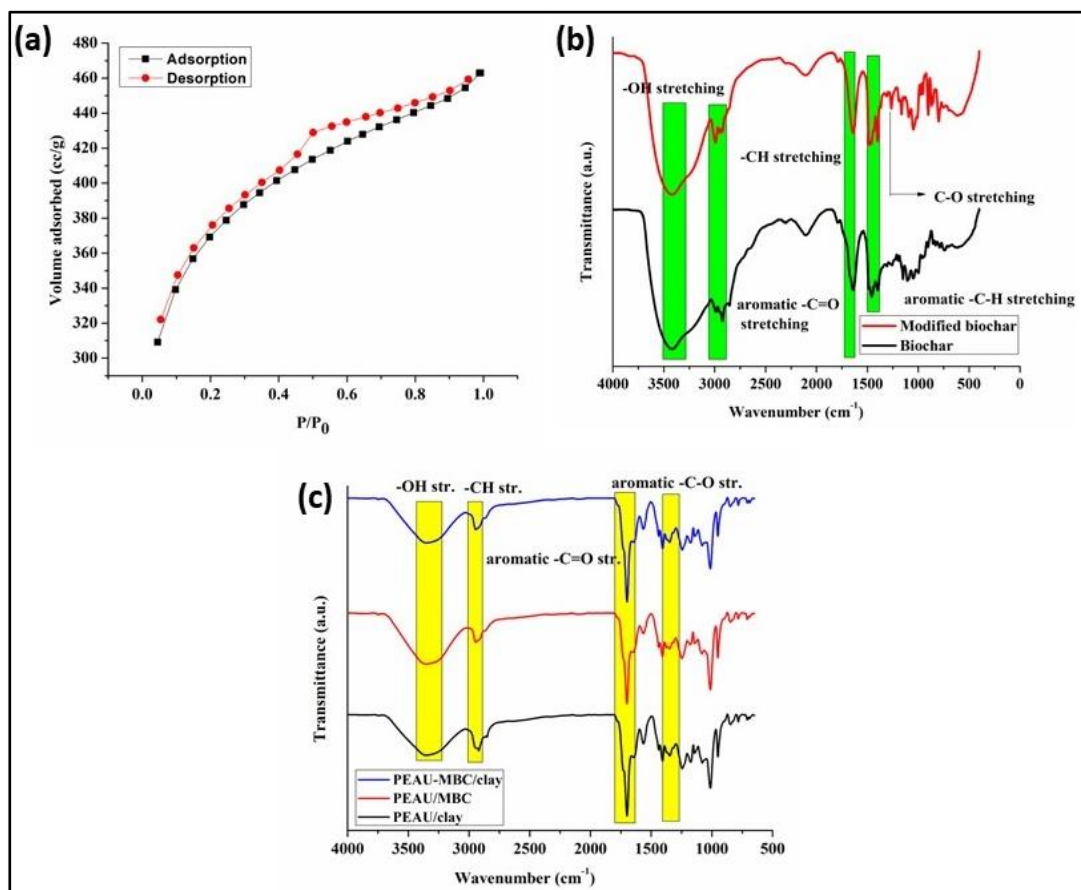 (a)
480
460
440
420
400
380
360
340
320
300
Volume adsorbed (cc/g)
Adsorption
Desorption
0.0 0.2 0.4 0.6 0.8 1.0
P/P₀
(b)
Transmittance (a.u.)
-OH stretching
-CH stretching
C-O stretching
aromatic -C=O
stretching
aromatic -C-H stretching
Modified biochar
Biochar
4000 3500 3000 2500 2000 1500 1000 500 0
Wavenumber (cm⁻¹)
(c)
Transmittance (a.u.)
-OH str. -CH str. aromatic -C-O str.
aromatic -C=O str.
PEAU-MBC/clay
PEAU/MBC
PEAU/clay
4000 3500 3000 2500 2000 1500 1000 500
Wavenumber (cm⁻¹)